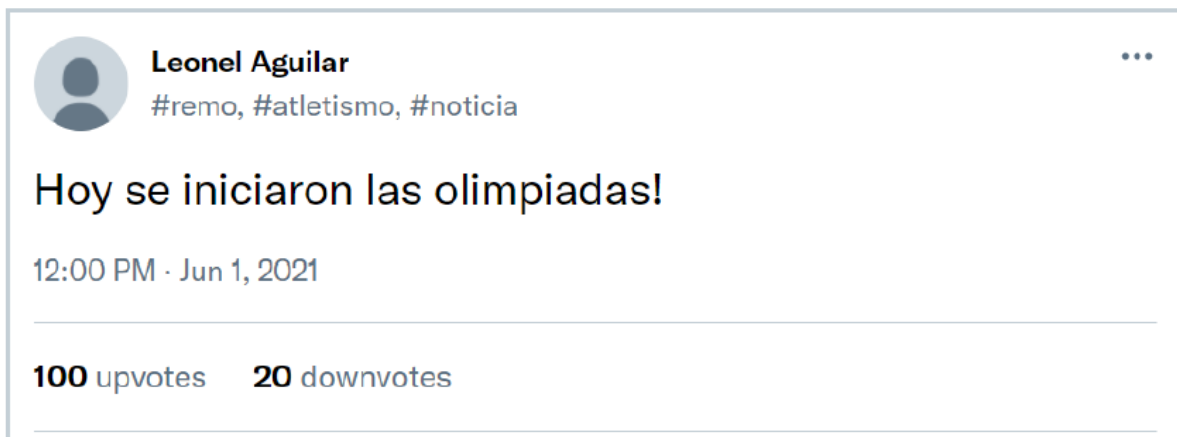 Leonel Aguilar
#remo, #atletismo, #noticia
Hoy se iniciaron las olimpiadas!
12:00 PM · Jun 1, 2021
100 upvotes 20 downvotes